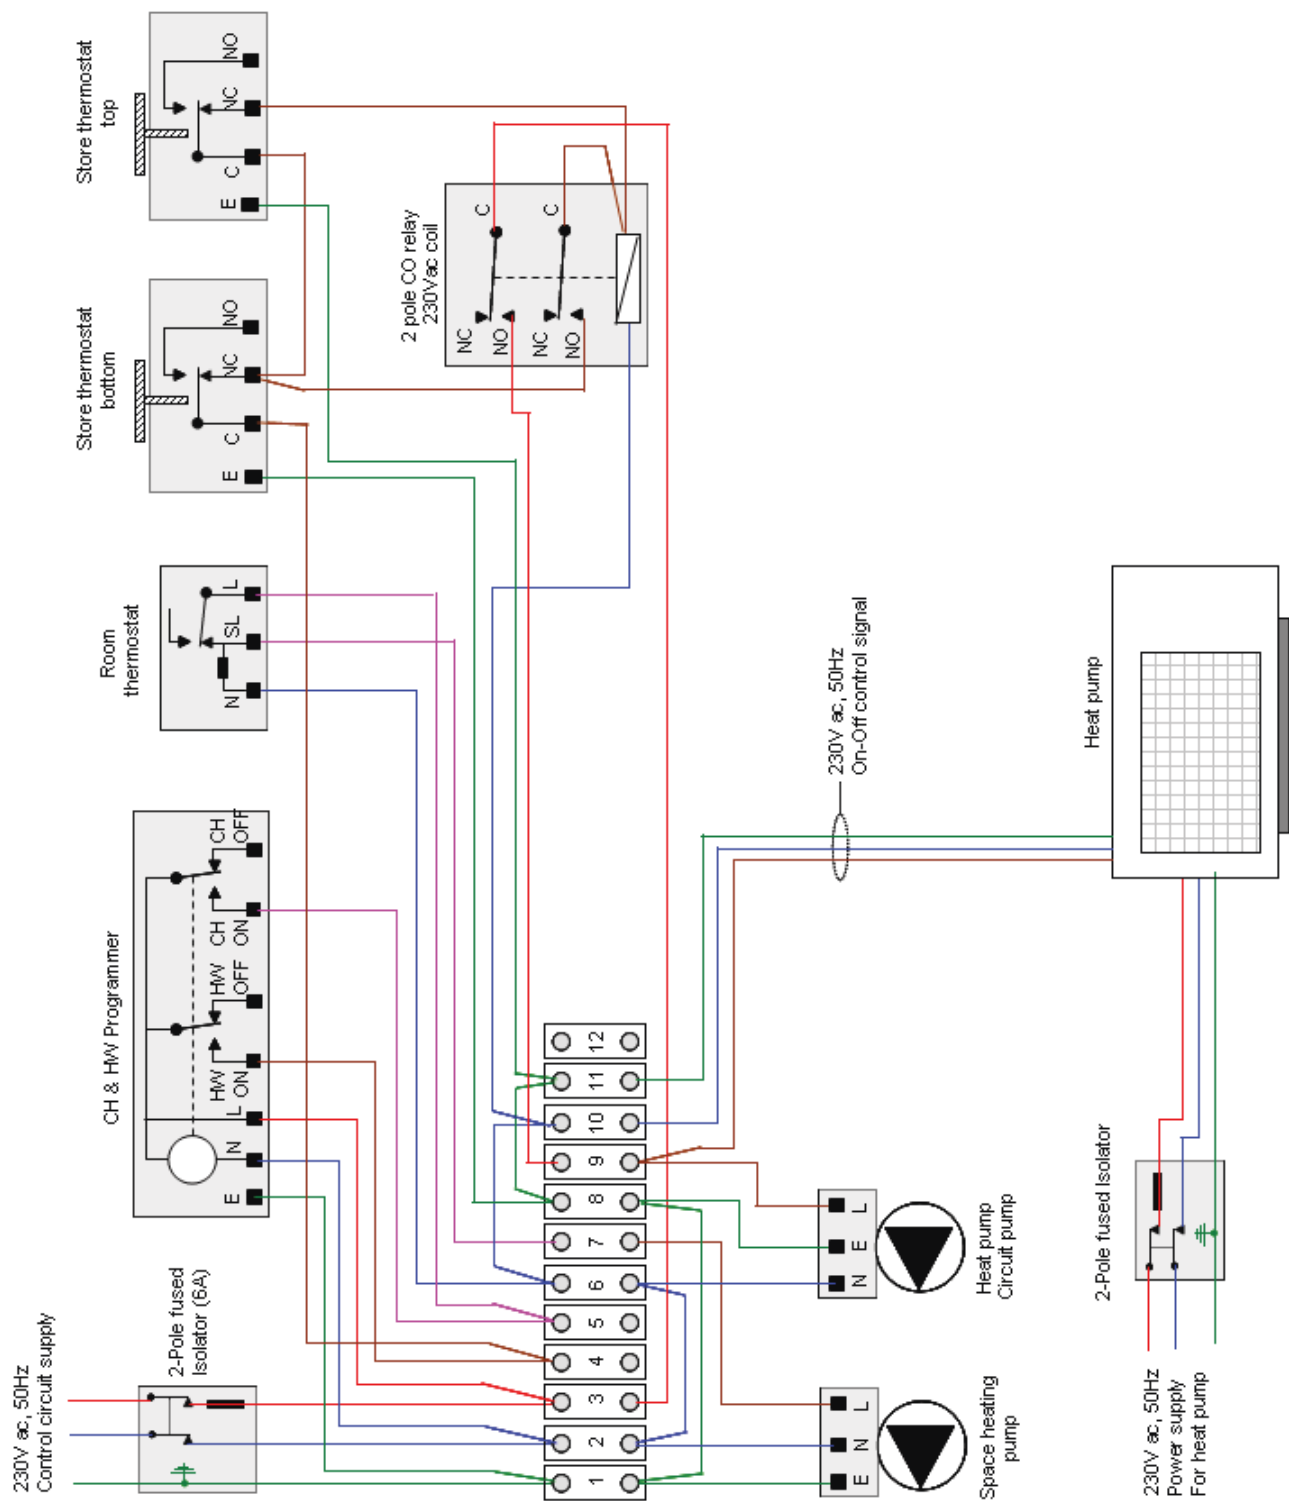 230V ac, 50Hz
Control circuit supply
2-Pole fused
Isolator (6A)
CH & HW Programmer
E
N
L
HW
ON
HW
OFF
CH
ON
CH
OFF
Room
thermostat
N
SL
L
Store thermostat
bottom
E
C
NC
NO
Store thermostat
top
E
C
NC
NO
2 pole CO relay
230Vac coil
NC
NO
C
NC
NO
C
1
2
3
4
5
6
7
8
9
10
11
12
230V ac, 50Hz
On-Off control signal
Space heating
pump
E
N
L
Heat pump
Circuit pump
N
E
L
2-Pole fused Isolator
230V ac, 50Hz
Power supply
For heat pump
Heat pump